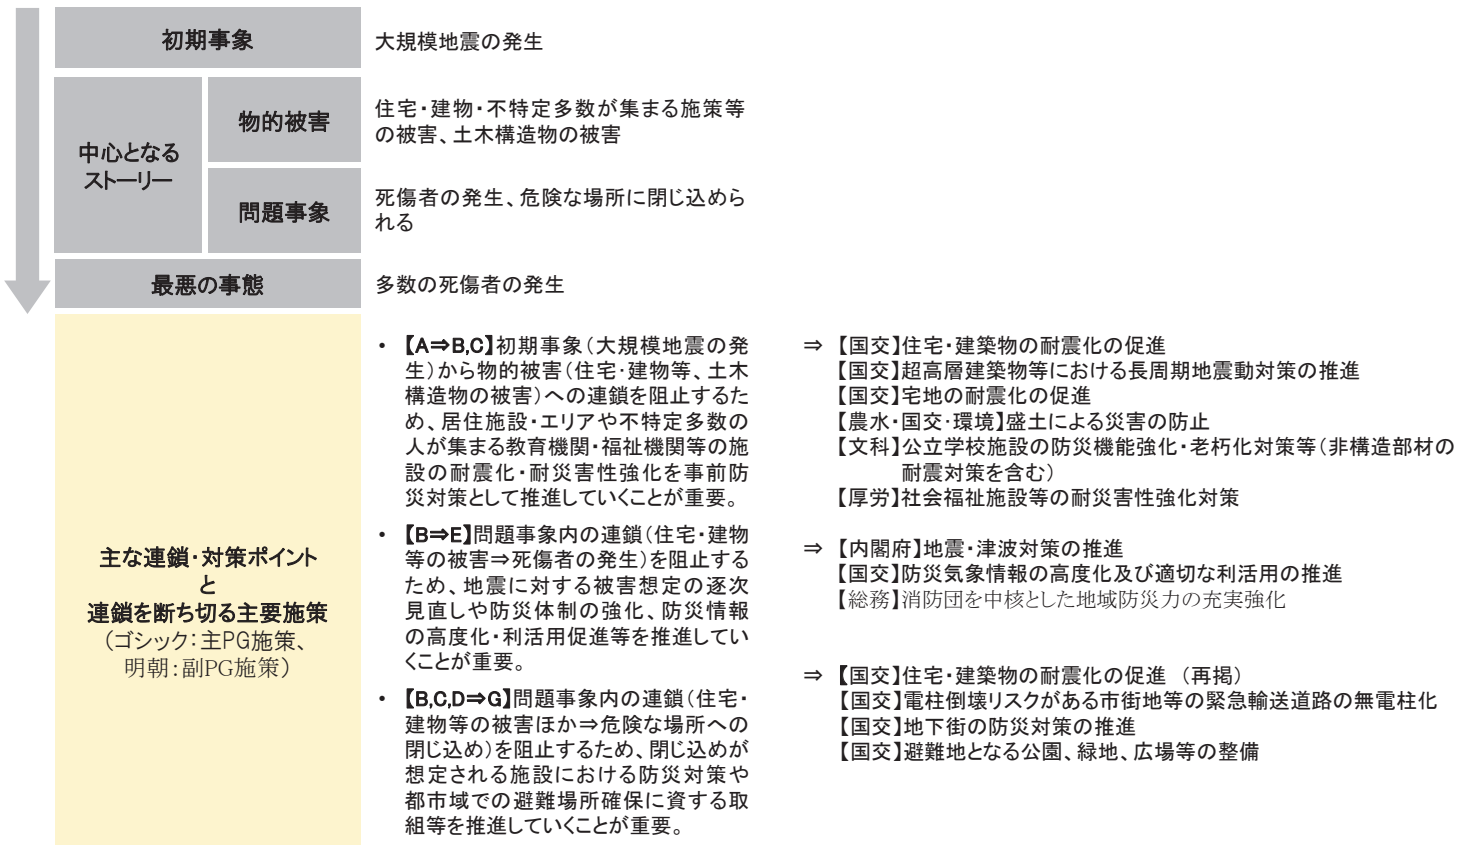 初期事象
大規模地震の発生
中心となる
ストーリー
物的被害
住宅・建物・不特定多数が集まる施策等
の被害、土木構造物の被害
問題事象
死傷者の発生、危険な場所に閉じ込めら
れる
最悪の事態
多数の死傷者の発生
主な連鎖・対策ポイント
と
連鎖を断ち切る主要施策
（ゴシック：主PG施策、
明朝：副PG施策）
・【A⇒B,C】初期事象（大規模地震の発
生）から物的被害（住宅・建物等、土木
構造物の被害）への連鎖を阻止するた
め、居住施設・エリアや不特定多数の
人が集まる教育機関・福祉機関等の施
設の耐震化・耐災害性強化を事前防
災対策として推進していくことが重要。
⇒【国交】住宅・建築物の耐震化の促進
【国交】超高層建築物等における長周期地震動対策の推進
【国交】宅地の耐震化の促進
【農水・国交・環境】盛土による災害の防止
【文科】公立学校施設の防災機能強化・老朽化対策等（非構造部材の
耐震対策を含む）
【厚労】社会福祉施設等の耐災害性強化対策
・【B⇒E】問題事象内の連鎖（住宅・建物
等の被害⇒死傷者の発生）を阻止する
ため、地震に対する被害想定の逐次
見直しや防災体制の強化、防災情報
の高度化・利活用促進等を推進してい
くことが重要。
⇒【内閣府】地震・津波対策の推進
【国交】防災気象情報の高度化及び適切な利活用の推進
【総務】消防団を中核とした地域防災力の充実強化
・【B,C,D⇒G】問題事象内の連鎖（住宅・
建物等の被害ほか⇒危険な場所への
閉じ込め）を阻止するため、閉じ込めが
想定される施設における防災対策や
都市域での避難場所確保に資する取
組等を推進していくことが重要。
⇒【国交】住宅・建築物の耐震化の促進 （再掲）
【国交】電柱倒壊リスクがある市街地等の緊急輸送道路の無電柱化
【国交】地下街の防災対策の推進
【国交】避難地となる公園、緑地、広場等の整備